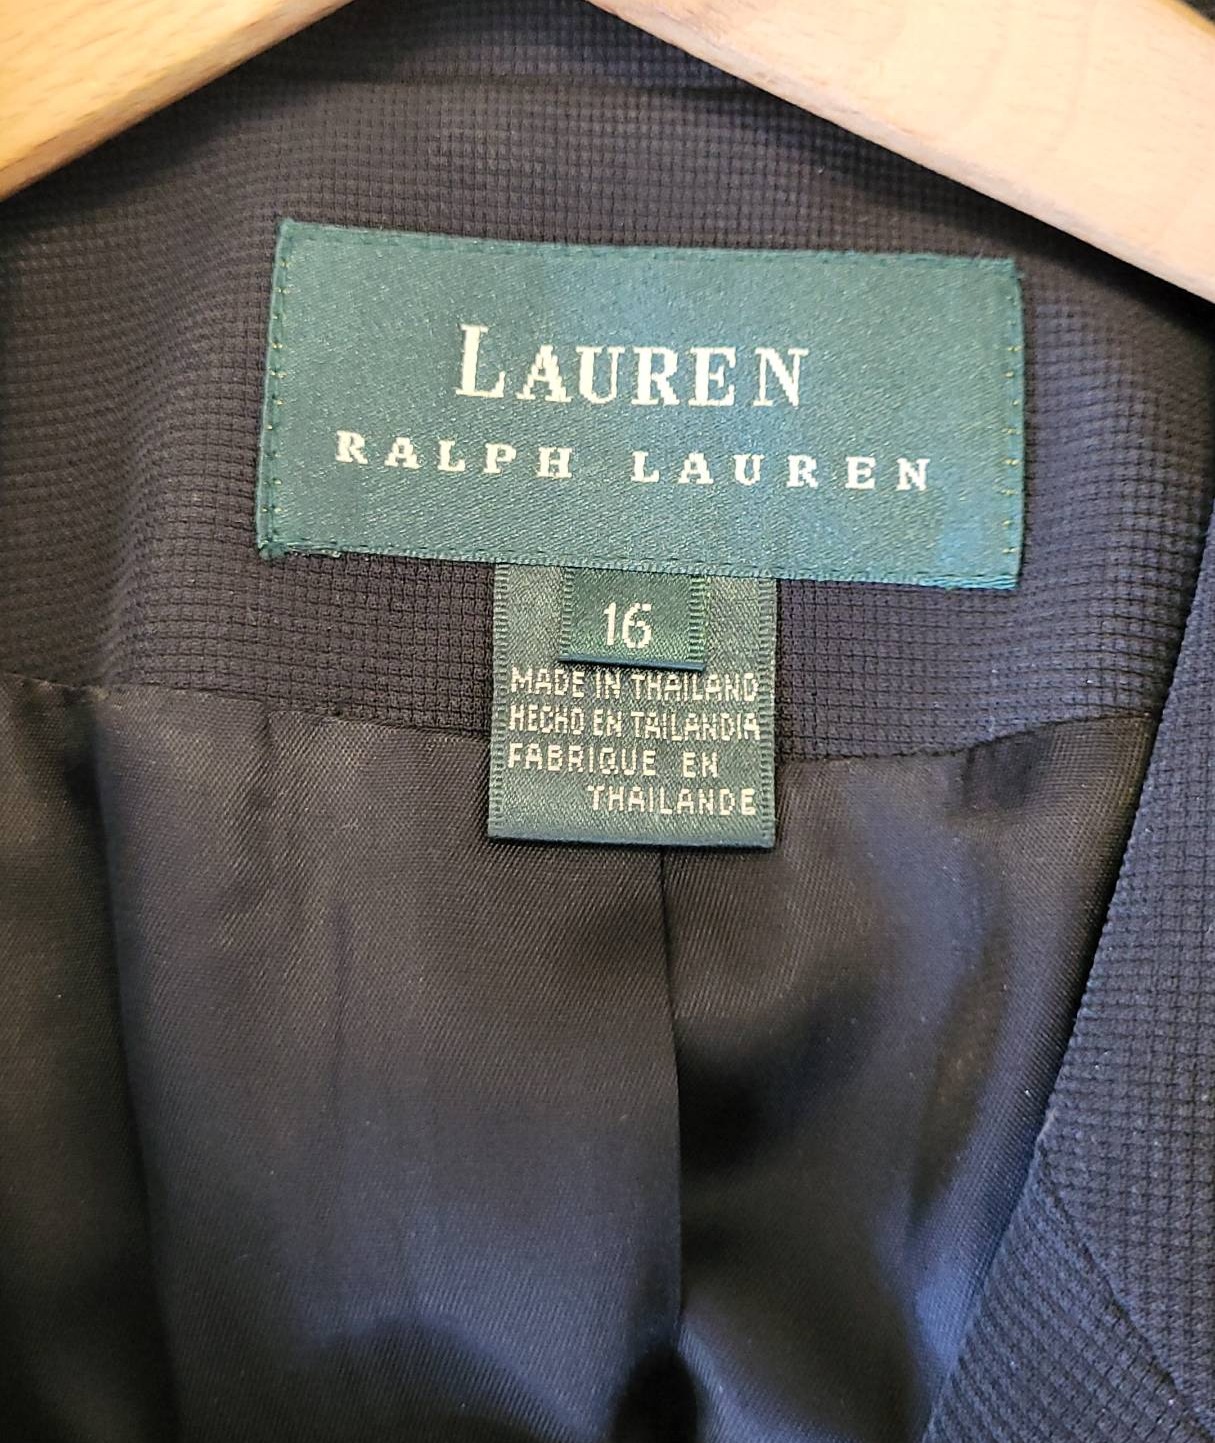 LAUREN
RALPH LAUREN
16
MADE IN THAILAND
HECHO EN TAILANDIA
FABRIQUE EN
THAILANDE